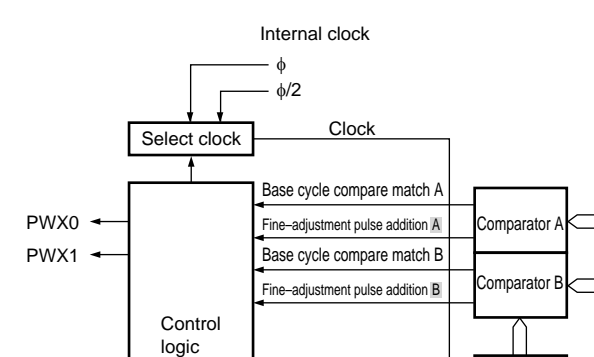 Internal clock
ϕ
ϕ/2
Select clock
Clock
Base cycle compare match A
Fine–adjustment pulse addition A
Base cycle compare match B
Fine–adjustment pulse addition B
Comparator A
Comparator B
PWX0
PWX1
Control
logic